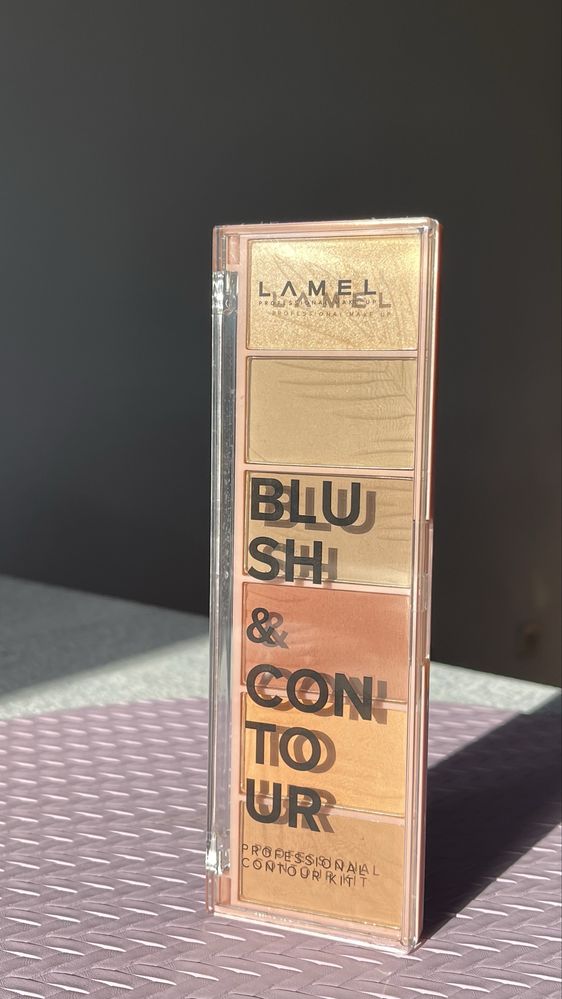 LAMEL
PROFESSIONAL MAKE UP
BLU
SH
&
CON
TO
UR
PROFESSIONAL
CONTOUR KIT